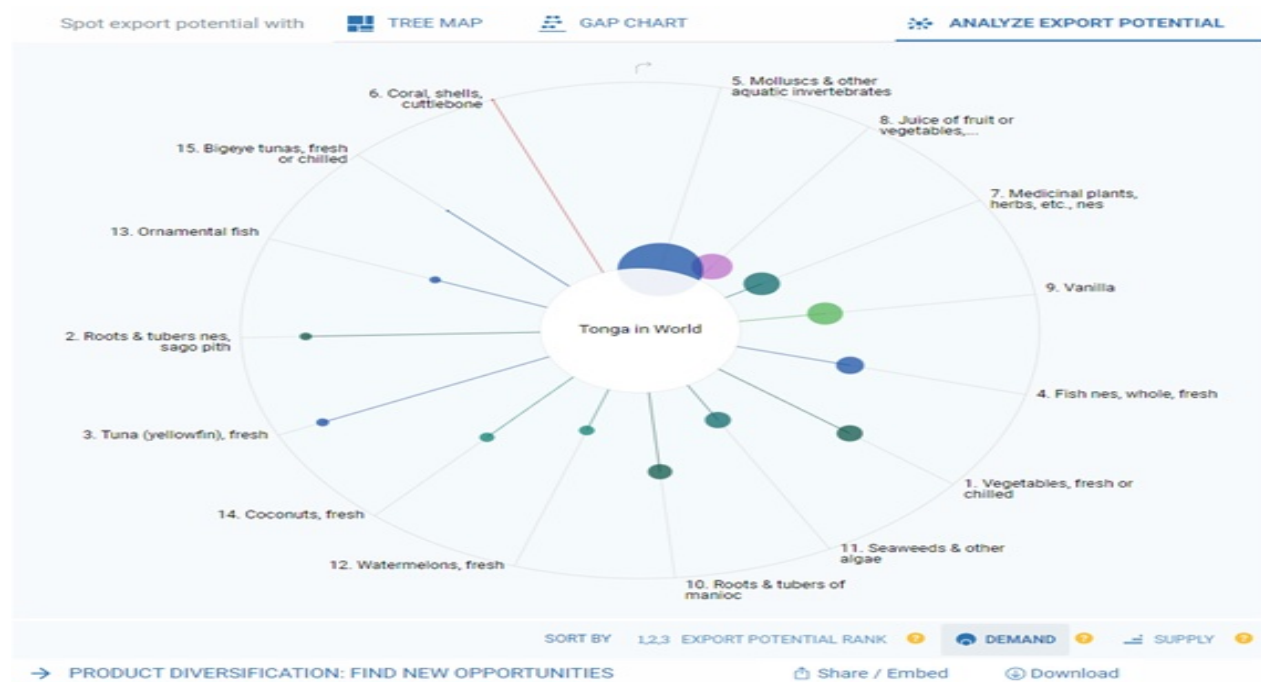 Spot export potential with
TREE MAP
GAP CHART
ANALYZE EXPORT POTENTIAL
5. Molluscs & other
aquatic invertebrates
8. Juice of fruit or
vegetables,...
7. Medicinal plants,
herbs, etc., nes
9. Vanilla
4. Fish nes, whole, fresh
1. Vegetables, fresh or
chilled
11. Seaweeds & other
algae
10. Roots & tubers of
manioc
12. Watermelons, fresh
14. Coconuts, fresh
3. Tuna (yellowfin), fresh
2. Roots & tubers nes,
sago pith
13. Ornamental fish
15. Bigeye tunas, fresh
or chilled
6. Coral, shells,
cuttlebone
Tonga in World
SORT BY
1,2,3 EXPORT POTENTIAL RANK ?
DEMAND ?
SUPPLY ?
→ PRODUCT DIVERSIFICATION: FIND NEW OPPORTUNITIES
Share / Embed
Download